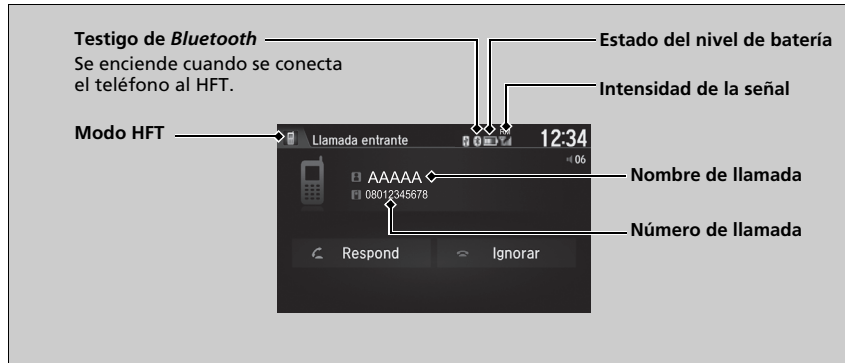 Testigo de Bluetooth
Se enciende cuando se conecta
el teléfono al HFT.
Estado del nivel de batería
Intensidad de la señal
Modo HFT
Llamada entrante
12:34
06
AAAAA
08012345678
Nombre de llamada
Número de llamada
Respond
Ignorar